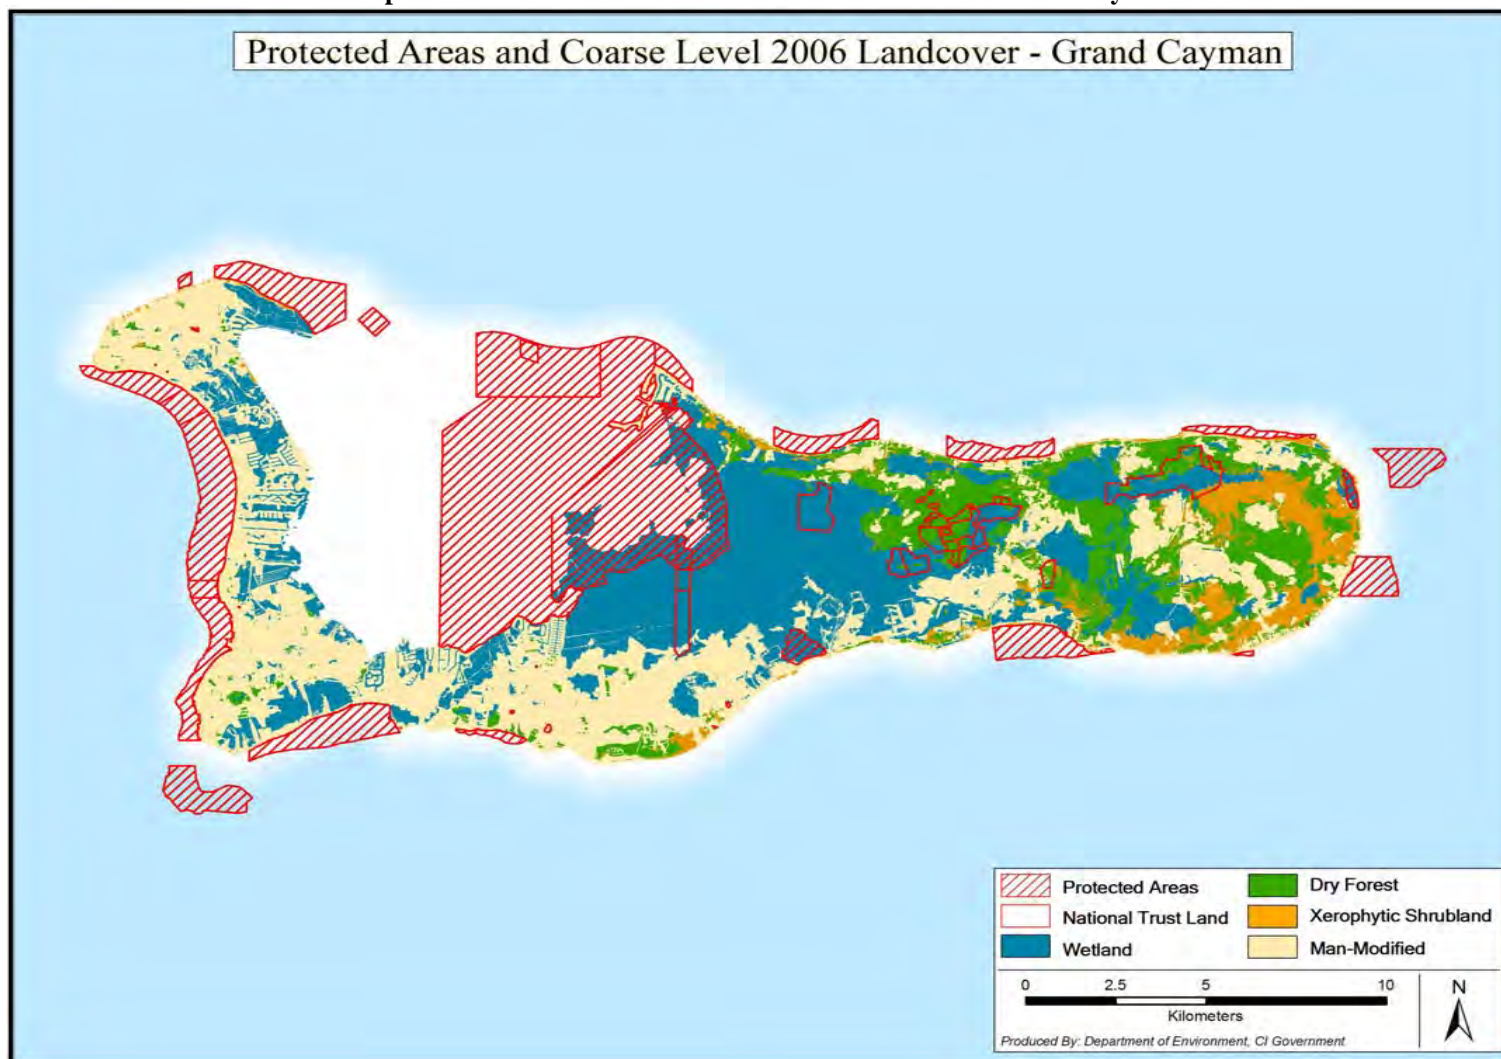 Protected Areas and Coarse Level 2006 Landcover - Grand Cayman
Protected Areas
National Trust Land
Wetland
Dry Forest
Xerophytic Shrubland
Man-Modified
0 2.5 5 10
Kilometers
N
Produced By: Department of Environment, CI Government